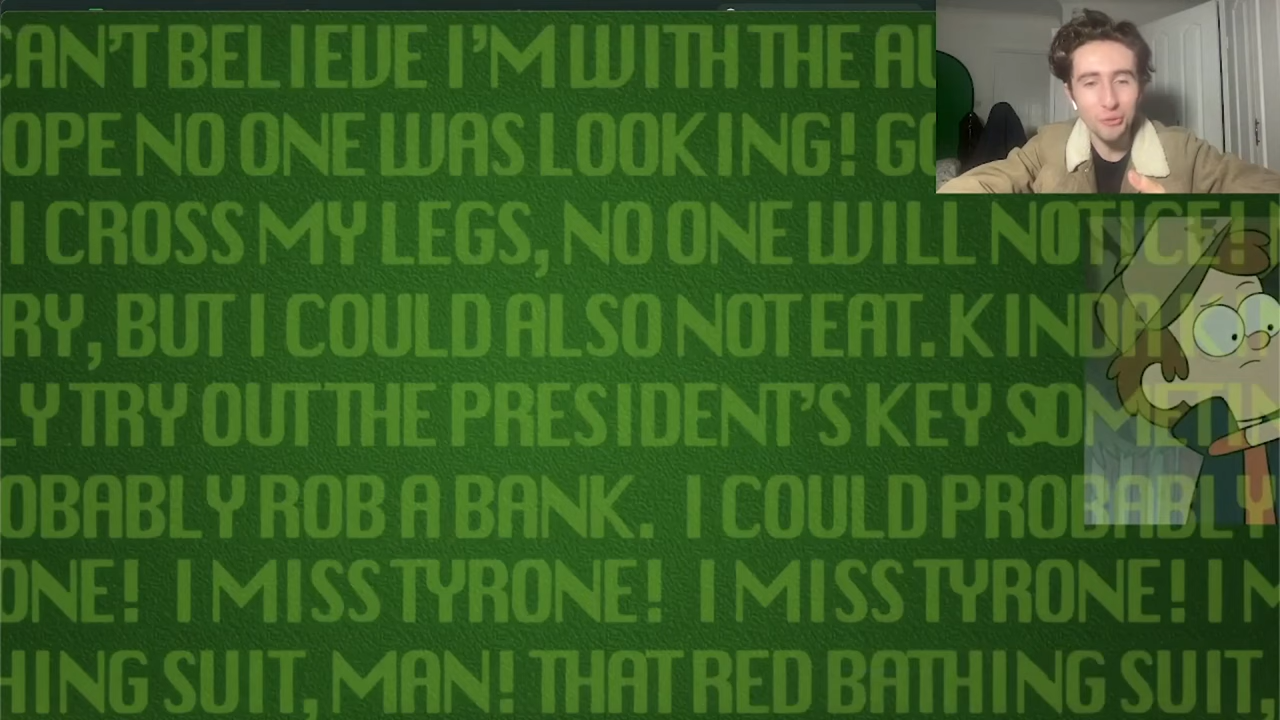 CAN'T BELIEVE I'M WITH THE AU
OPE NO ONE WAS LOOKING! GO
I CROSS MY LEGS, NO ONE WILL NOTICE!
RY, BUT I COULD ALSO NOT EAT. KINDA
LY TRY OUT THE PRESIDENT'S KEY SOMETIM
OBABLY ROB A BANK. I COULD PROBABLY
ONE! I MISS TYRONE! I MISS TYRONE! I M
HING SUIT, MAN! THAT RED BATHING SUIT,